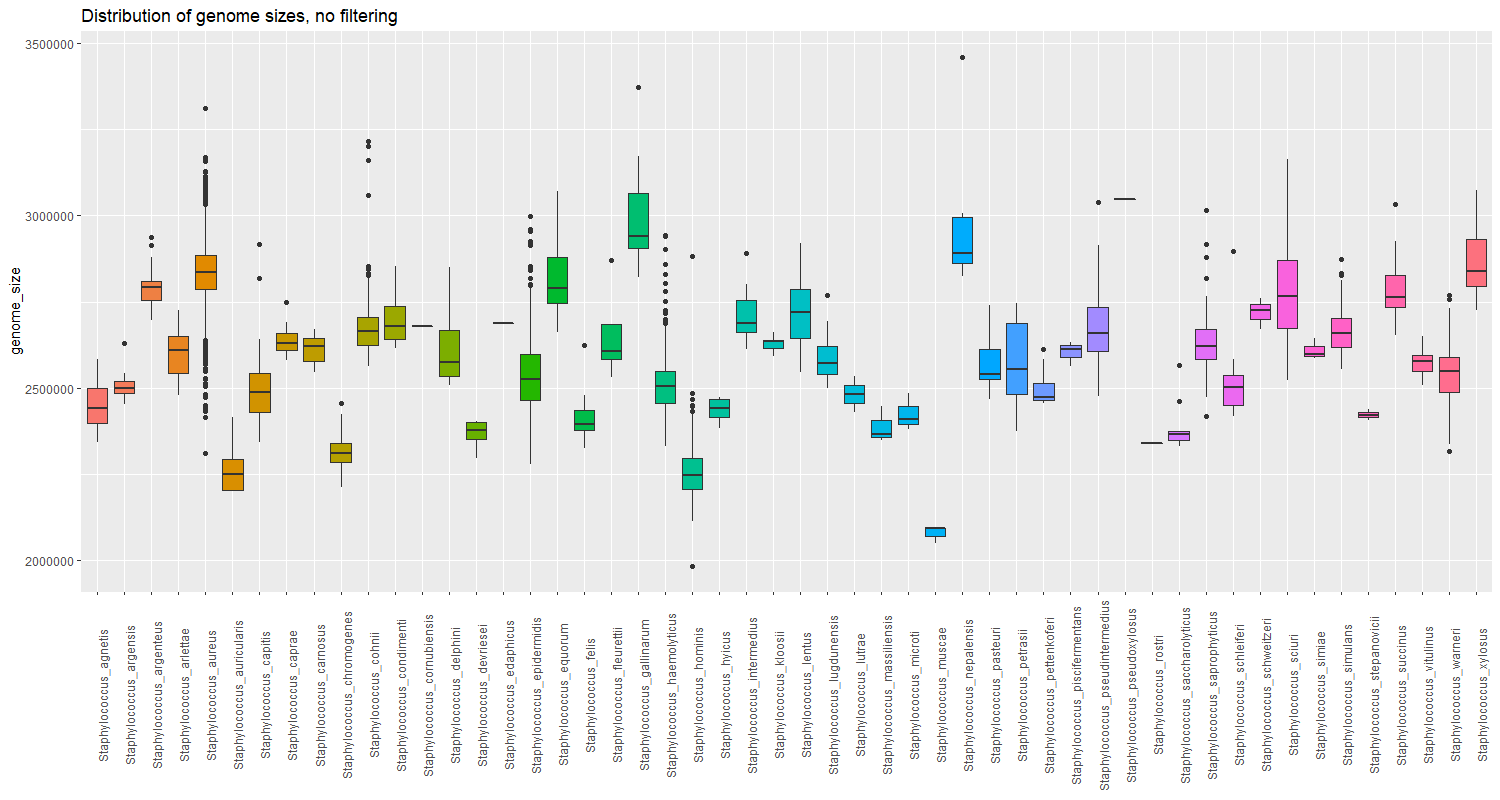 Distribution of genome sizes, no filtering
genome_size
3500000
3000000
2500000
2000000
Staphylococcus_agnetis
Staphylococcus_argensis
Staphylococcus_argenteus
Staphylococcus_arlettae
Staphylococcus_aureus
Staphylococcus_auricularis
Staphylococcus_capitis
Staphylococcus_caprae
Staphylococcus_carnosus
Staphylococcus_chromogenes
Staphylococcus_cohnii
Staphylococcus_condimenti
Staphylococcus_cornubiensis
Staphylococcus_delphini
Staphylococcus_devriesei
Staphylococcus_edaphicus
Staphylococcus_epidermidis
Staphylococcus_equorum
Staphylococcus_felis
Staphylococcus_fleurettii
Staphylococcus_gallinarum
Staphylococcus_haemolyticus
Staphylococcus_hominis
Staphylococcus_hyicus
Staphylococcus_intermedius
Staphylococcus_kloosii
Staphylococcus_lentus
Staphylococcus_lugdunensis
Staphylococcus_lutrae
Staphylococcus_massiliensis
Staphylococcus_microti
Staphylococcus_muscae
Staphylococcus_nepalensis
Staphylococcus_pasteuri
Staphylococcus_petrasii
Staphylococcus_pettenkoferi
Staphylococcus_piscifermentans
Staphylococcus_pseudintermedius
Staphylococcus_pseudoxylosus
Staphylococcus_rostri
Staphylococcus_saccharolyticus
Staphylococcus_saprophyticus
Staphylococcus_schleiferi
Staphylococcus_schweitzeri
Staphylococcus_sciuri
Staphylococcus_simiae
Staphylococcus_simulans
Staphylococcus_stepanovicii
Staphylococcus_succinus
Staphylococcus_vitulinus
Staphylococcus_warneri
Staphylococcus_xylosus